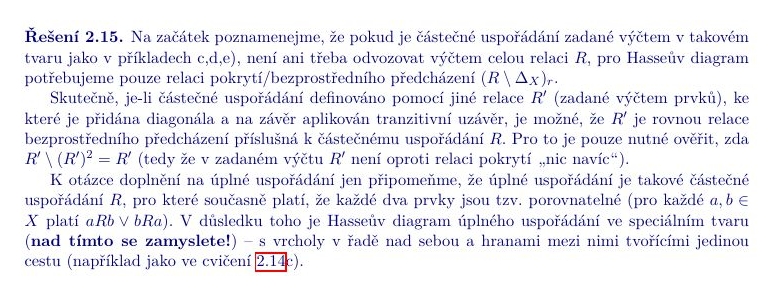 Řešení 2.15. Na začátek poznamenejme, že pokud je částečné uspořádání zadané výčtem v takovém
tvaru jako v příkladech c,d,e), není ani třeba odvozovat výčtem celou relaci R, pro Hasseův diagram
potřebujeme pouze relaci pokrytí/bezprostředního předcházení (R \ Δ_X)_r.
Skutečně, je-li částečné uspořádání definováno pomocí jiné relace R′ (zadané výčtem prvků), ke
které je přidána diagonála a na závěr aplikován tranzitivní uzávěr, je možné, že R′ je rovnou relace
bezprostředního předcházení příslušná k částečnému uspořádání R. Pro to je pouze nutné ověřit, zda
R′ \ (R′)² = R′ (tedy že v zadaném výčtu R′ není oproti relaci pokrytí „nic navíc“).
K otázce doplnění na úplné uspořádání jen připomeňme, že úplné uspořádání je takové částečné
uspořádání R, pro které současně platí, že každé dva prvky jsou tzv. porovnatelné (pro každé a, b ∈
X platí aRb ∨ bRa). V důsledku toho je Hasseův diagram úplného uspořádání ve speciálním tvaru
(nad tímto se zamyslete!) – s vrcholy v řadě nad sebou a hranami mezi nimi tvořícími jedinou
cestu (například jako ve cvičení 2.14c).